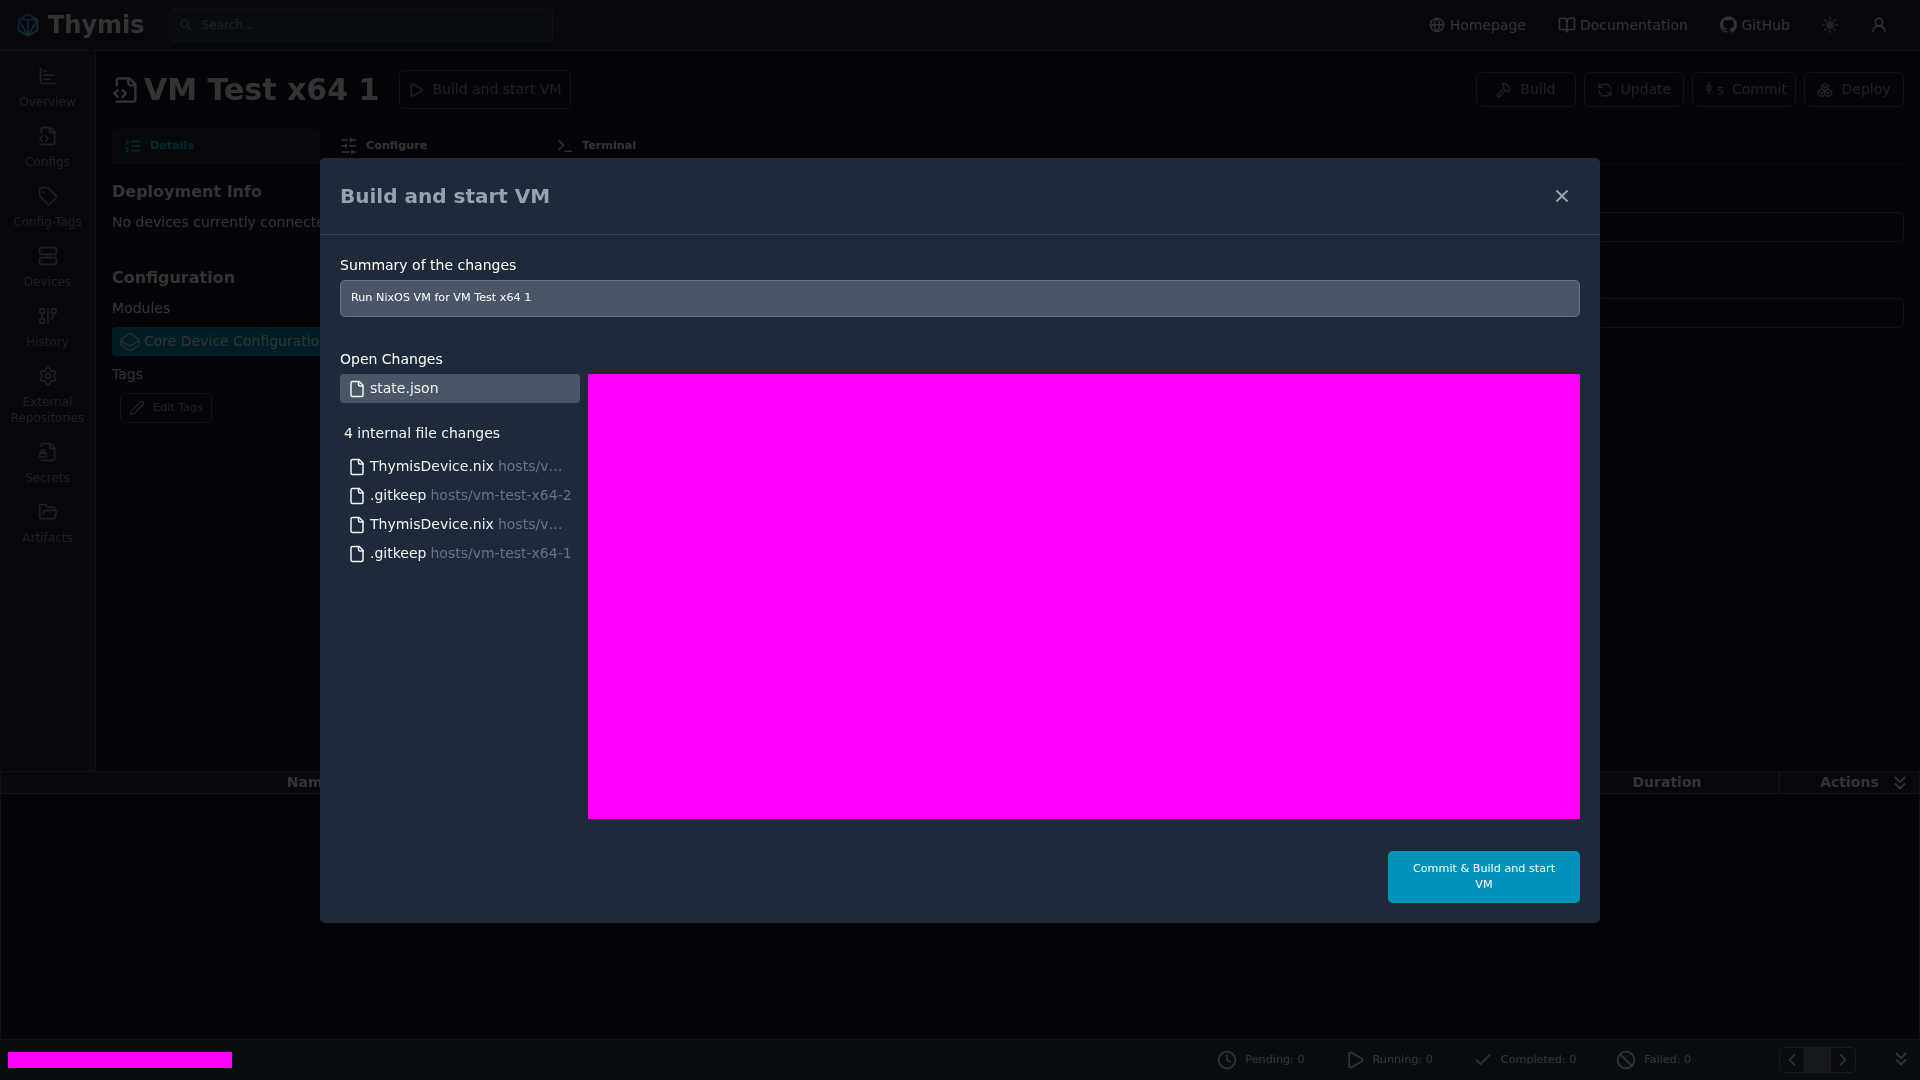 Thymis
Search...
Homepage
Documentation
GitHub
VM Test x64 1
Build and start VM
Build
Update
5 Commit
Deploy
Overview
Configs
Config-Tags
Devices
History
External Repositories
Secrets
Artifacts
Details
Configure
Terminal
Deployment Info
No devices currently connecte
Configuration
Modules
Core Device Configuratio
Tags
Edit Tags
Build and start VM
Summary of the changes
Run NixOS VM for VM Test x64 1
Open Changes
state.json
4 internal file changes
ThymisDevice.nix hosts/v...
.gitkeep hosts/vm-test-x64-2
ThymisDevice.nix hosts/v...
.gitkeep hosts/vm-test-x64-1
Commit & Build and start
VM
Nam
Duration
Actions
Pending: 0
Running: 0
Completed: 0
Failed: 0